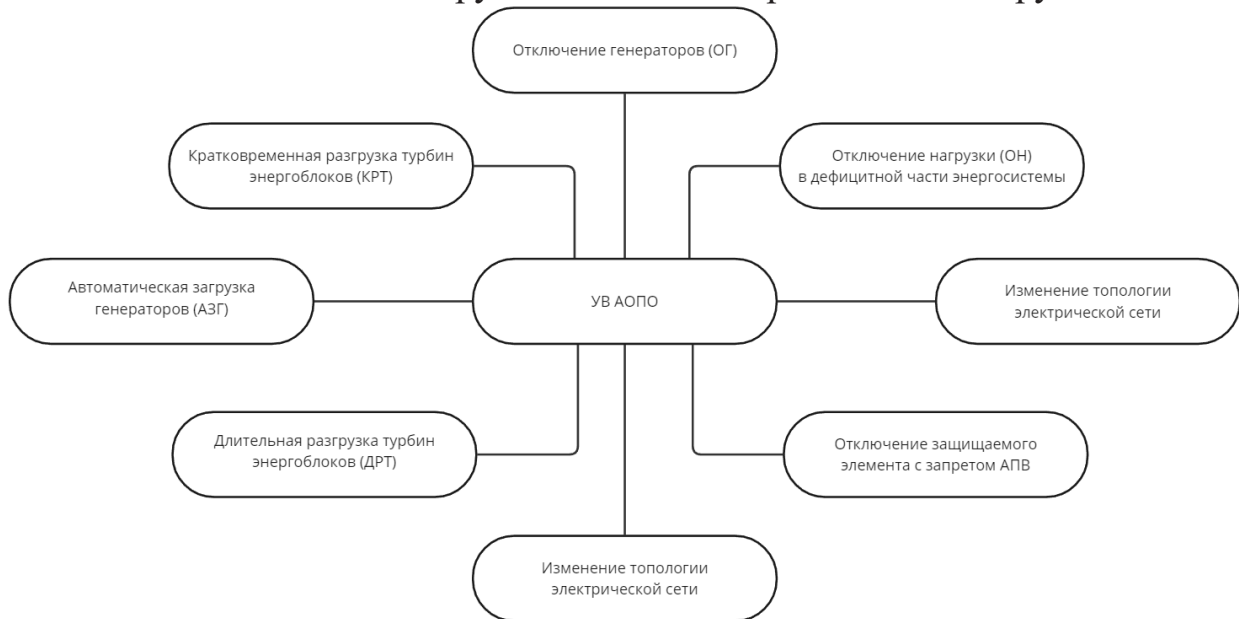 Отключение генераторов (ОГ)
Кратковременная разгрузка турбин
энергоблоков (КРТ)
Отключение нагрузки (ОН)
в дефицитной части энергосистемы
Автоматическая загрузка
генераторов (АЗГ)
УВ АОПО
Изменение топологии
электрической сети
Длительная разгрузка турбин
энергоблоков (ДРТ)
Отключение защищаемого
элемента с запретом АПВ
Изменение топологии
электрической сети